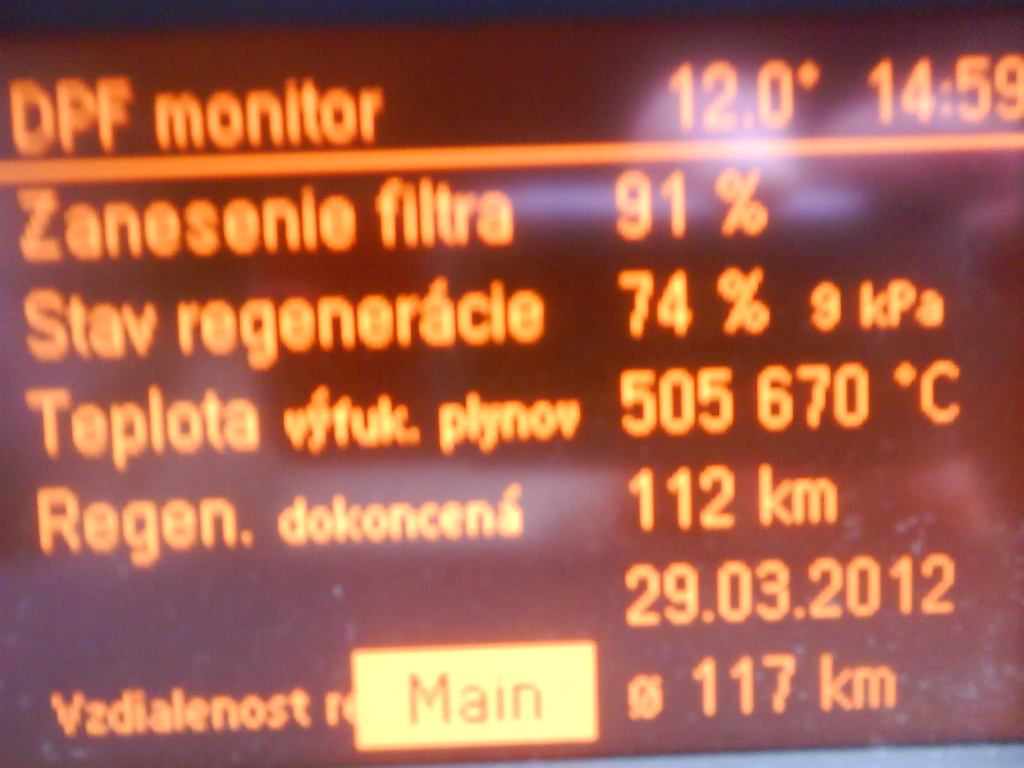 DPF monitor 12.0° 14:59
Zanesenie filtra 91 %
Stav regenerácie 74 % 9 kPa
Teplota výfuk. plynov 505 670 °C
Regen. dokoncená 112 km
29.03.2012
Vzdialenost Main ø 117 km